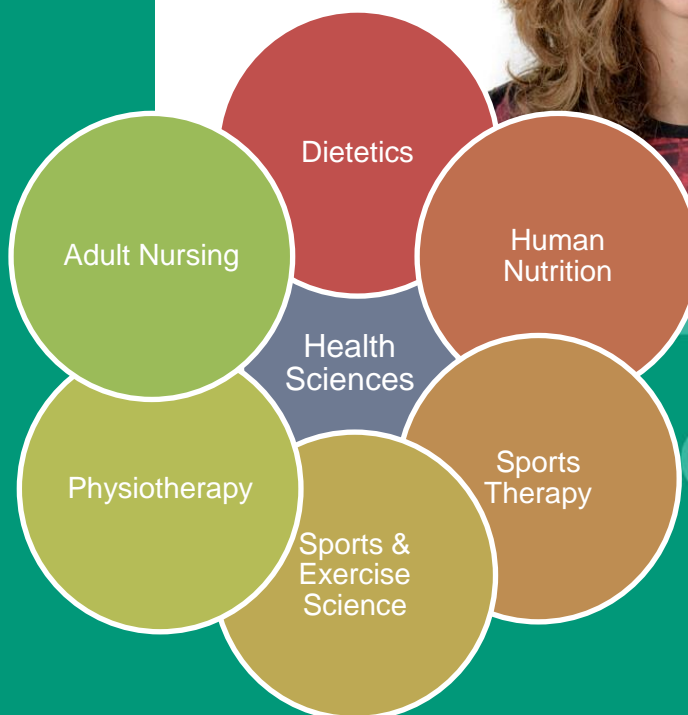 Dietetics
Adult Nursing
Human
Nutrition
Health
Sciences
Sports
Therapy
Physiotherapy
Sports &
Exercise
Science